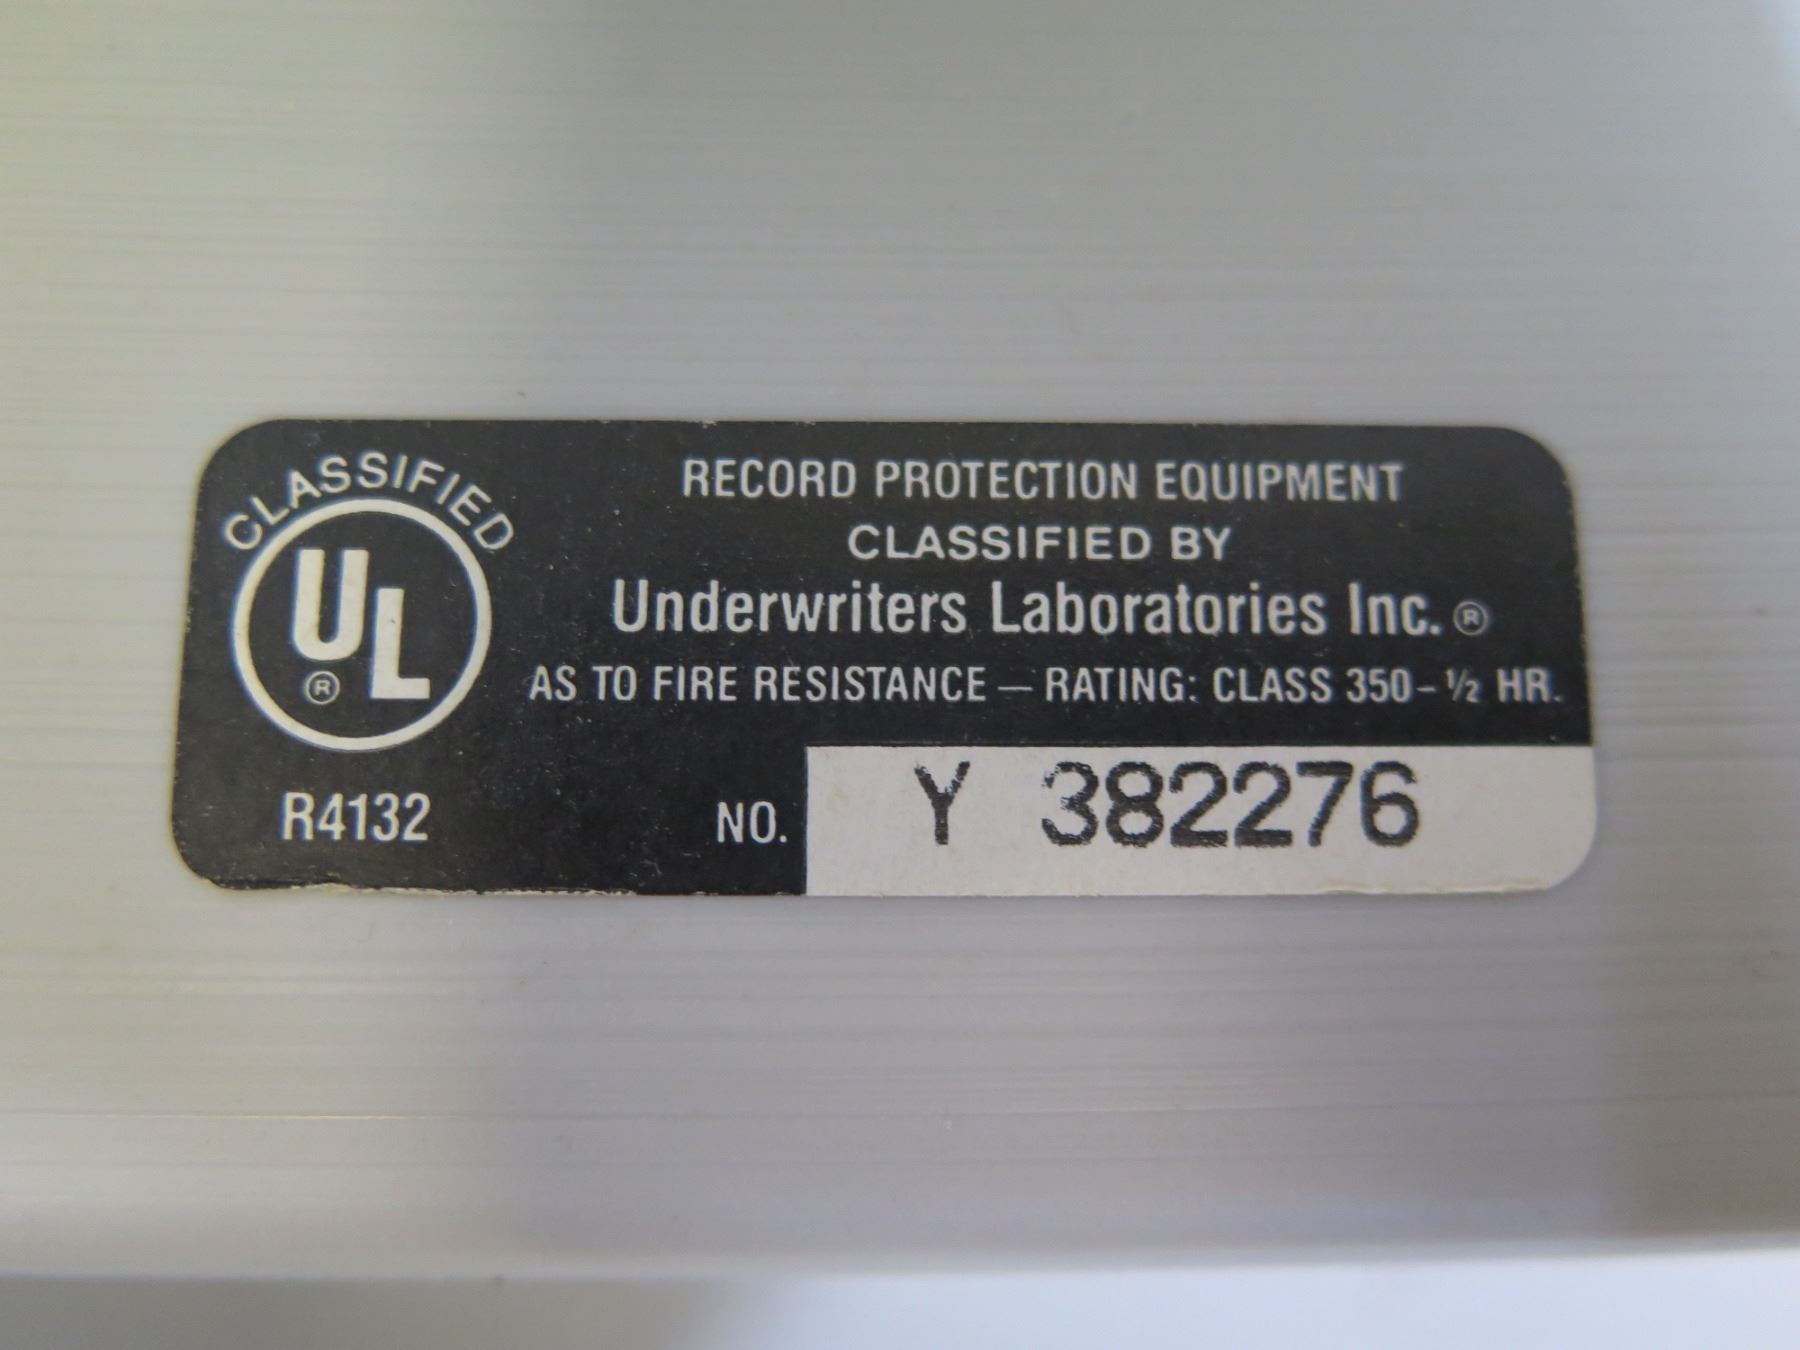 CLASSIFIED
UL
®
R4132
RECORD PROTECTION EQUIPMENT
CLASSIFIED BY
Underwriters Laboratories Inc.®
AS TO FIRE RESISTANCE — RATING: CLASS 350-½ HR.
NO. Y 382276